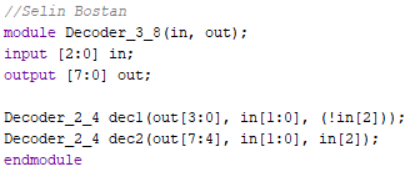 //Selin Bostan
module Decoder_3_8(in, out);
input [2:0] in;
output [7:0] out;
Decoder_2_4 dec1(out[3:0], in[1:0], (!in[2]));
Decoder_2_4 dec2(out[7:4], in[1:0], in[2]);
endmodule